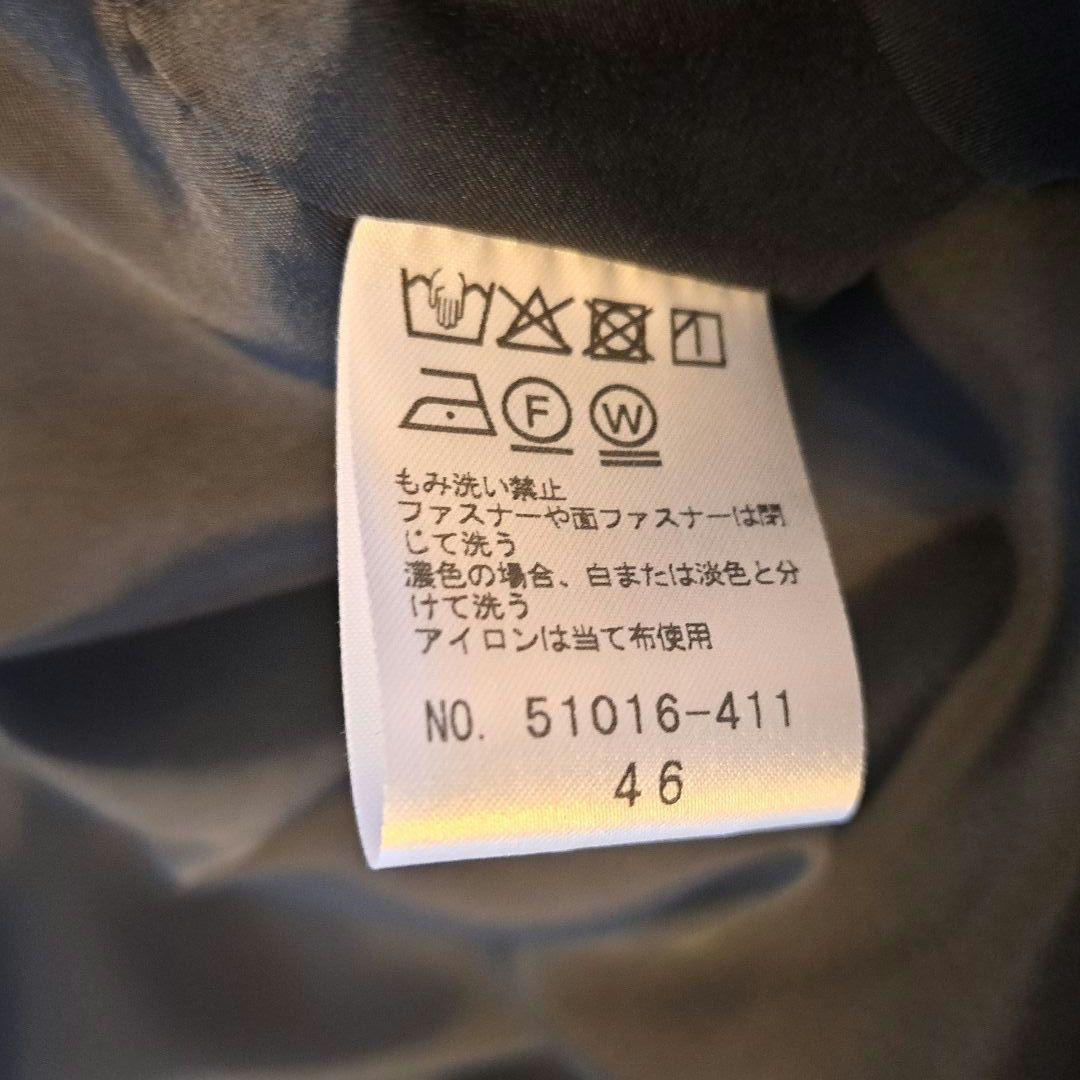 F W
もみ洗い禁止
ファスナーや面ファスナーは閉
じて洗う
濃色の場合、白または淡色と分
けて洗う
アイロンは当て布使用
NO. 51016-411
46